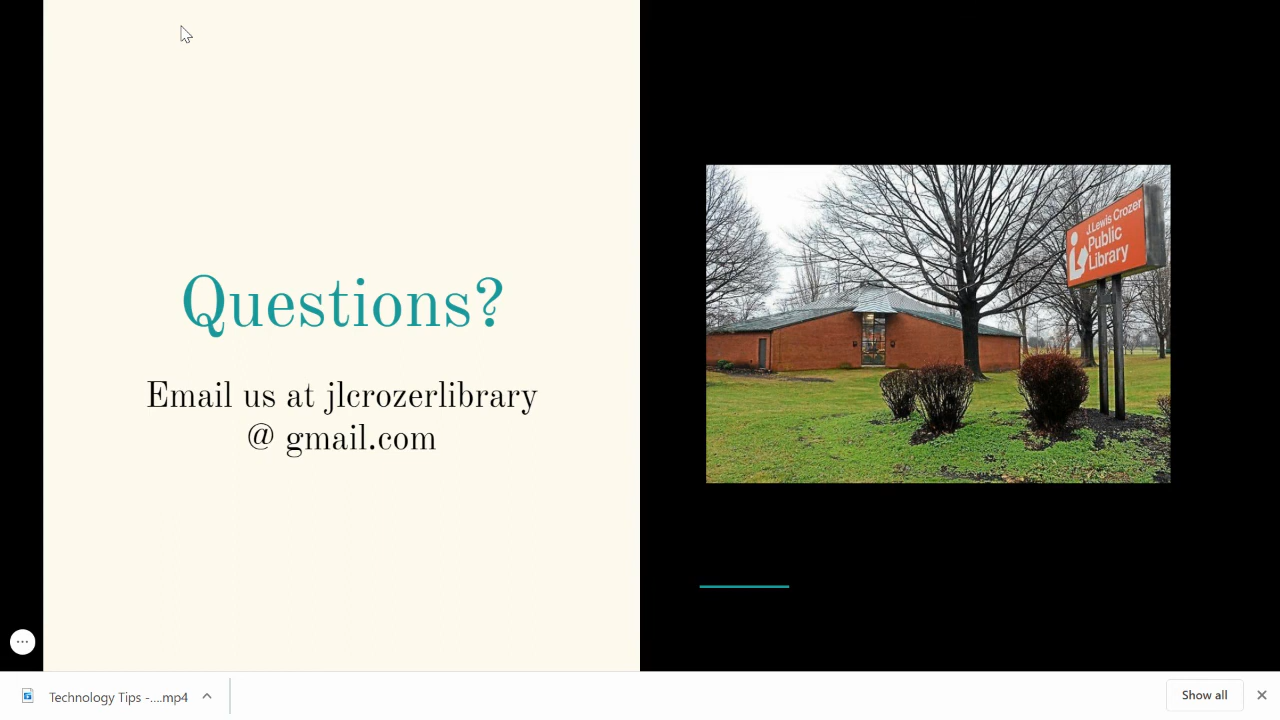 Questions?
Email us at jlcrozerlibrary
@ gmail.com
J.Lewis Crozer
Public
Library
Technology Tips -....mp4
Show all